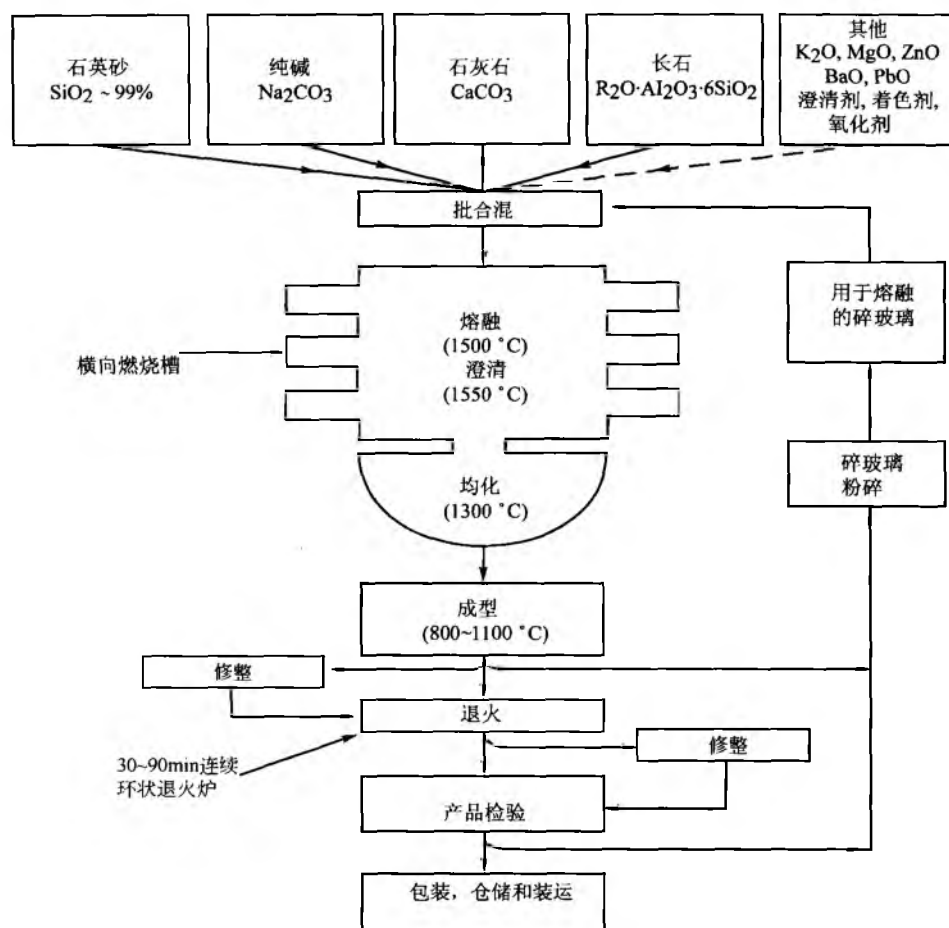 石英砂
SiO2 ~ 99%
纯碱
Na2CO3
石灰石
CaCO3
长石
R2O·Al2O3·6SiO2
其他
K2O, MgO, ZnO
BaO, PbO
澄清剂, 着色剂,
氧化剂
批合混
用于熔融
的碎玻璃
熔融
(1500 °C)
澄清
(1550 °C)
横向燃烧槽
碎玻璃
粉碎
均化
(1300 °C)
成型
(800~1100 °C)
修整
退火
修整
30~90min连续
环状退火炉
产品检验
包装，仓储和装运